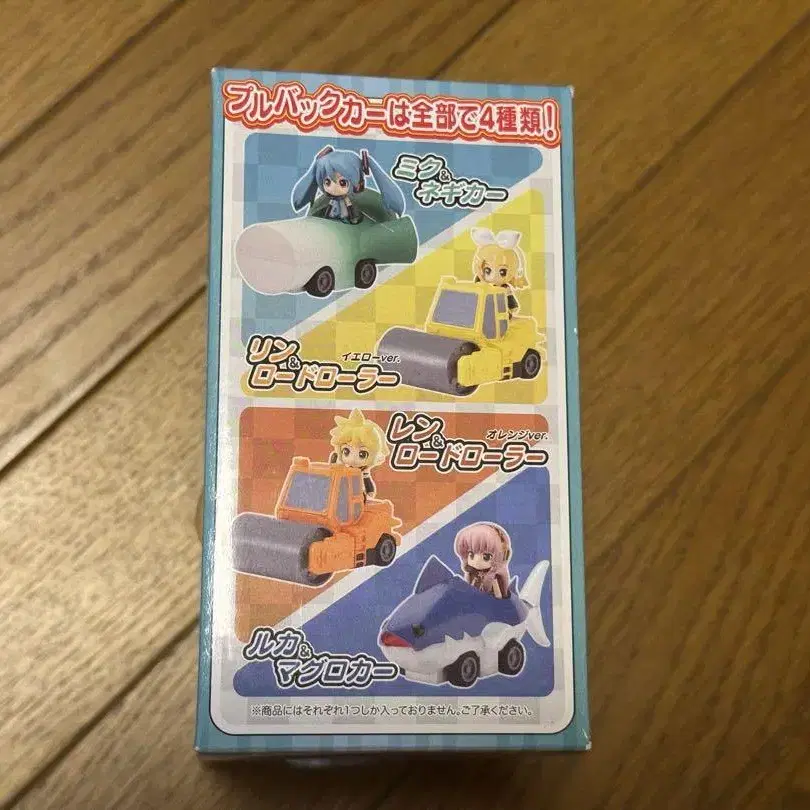 プルバックカーは全部で4種類!
ミク&
ネギカー
リン&
イエローver.
ロードローラー
レン&
オレンジver.
ロードローラー
ルカ&
マグロカー
※商品にはそれぞれ1つしか入っておりません。ご了承ください。